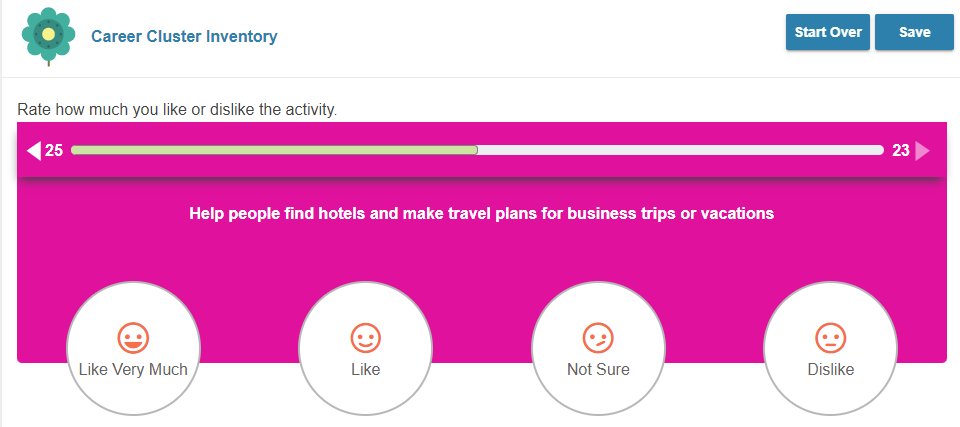 Career Cluster Inventory
Start Over
Save
Rate how much you like or dislike the activity.
25
23
Help people find hotels and make travel plans for business trips or vacations
Like Very Much
Like
Not Sure
Dislike